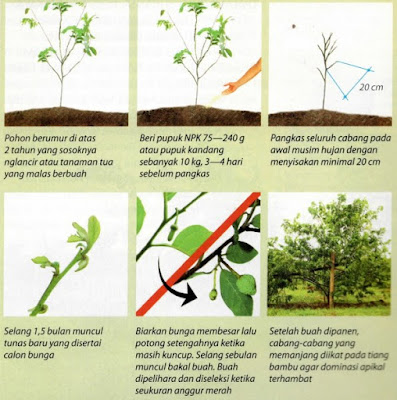 20 cm
Pohon berumur di atas
2 tahun yang sosoknya
nglancir atau tanaman tua
yang malas berbuah
Beri pupuk NPK 75—240 g
atau pupuk kandang
sebanyak 10 kg, 3—4 hari
sebelum pangkas
Pangkas seluruh cabang pada
awal musim hujan dengan
menyisakan minimal 20 cm
Selang 1,5 bulan muncul
tunas baru yang disertai
calon bunga
Biarkan bunga membesar lalu
potong setengahnya ketika
masih kuncup. Selang sebulan
muncul bakal buah. Buah
dipelihara dan diseleksi ketika
seukuran anggur merah
Setelah buah dipanen,
cabang-cabang yang
memanjang diikat pada tiang
bambu agar dominasi apikal
terhambat